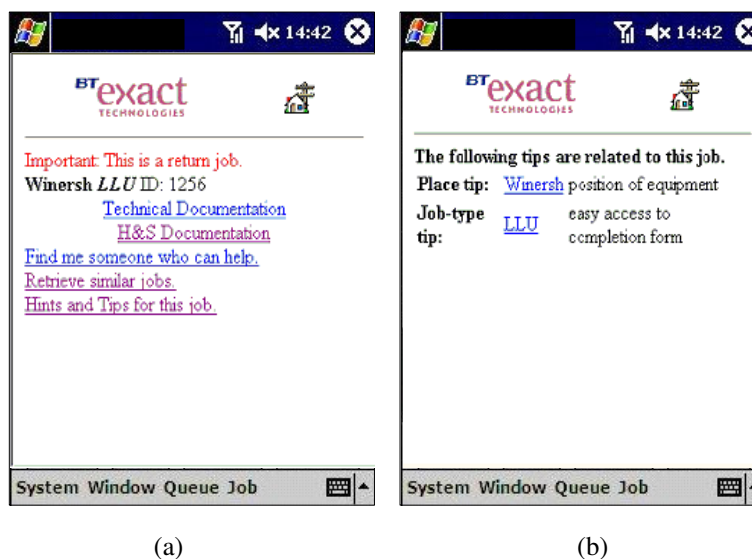 14:42
BT exact
TECHNOLOGIES
Important: This is a return job.
Winersh LLU ID: 1256
Technical Documentation
H&S Documentation
Find me someone who can help.
Retrieve similar jobs.
Hints and Tips for this job.
System Window Queue Job
(a)
14:42
BT exact
TECHNOLOGIES
The following tips are related to this job.
Place tip: Winersh position of equipment
Job-type tip: LLU easy access to
completion form
System Window Queue Job
(b)